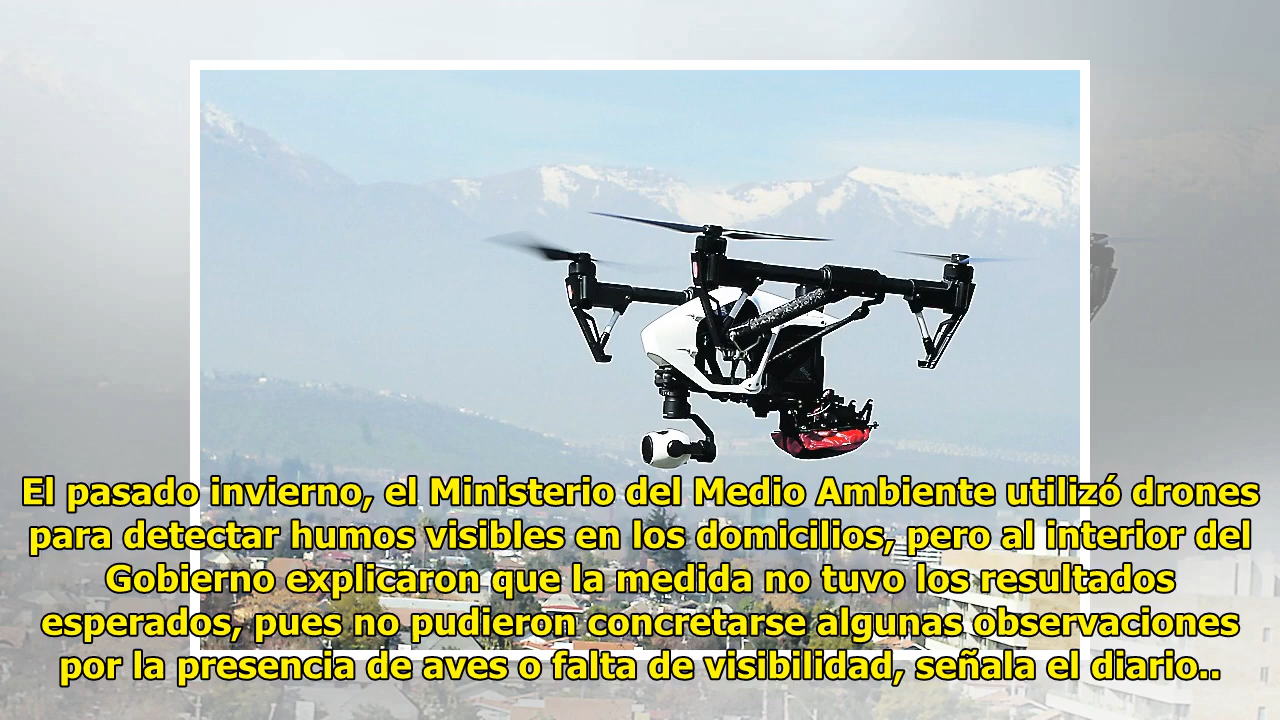 El pasado invierno, el Ministerio del Medio Ambiente utilizó drones
para detectar humos visibles en los domicilios, pero al interior del
Gobierno explicaron que la medida no tuvo los resultados
esperados, pues no pudieron concretarse algunas observaciones
por la presencia de aves o falta de visibilidad, señala el diario..